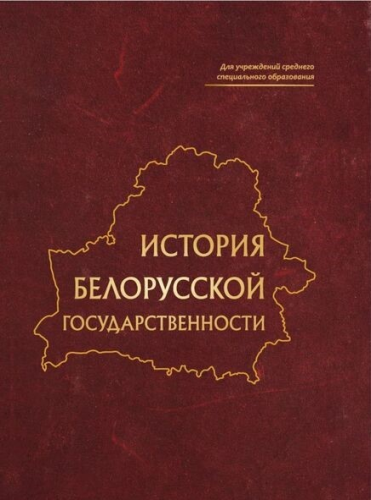 Для учреждений среднего
специального образования
ИСТОРИЯ
БЕЛОРУССКОЙ
ГОСУДАРСТВЕННОСТИ